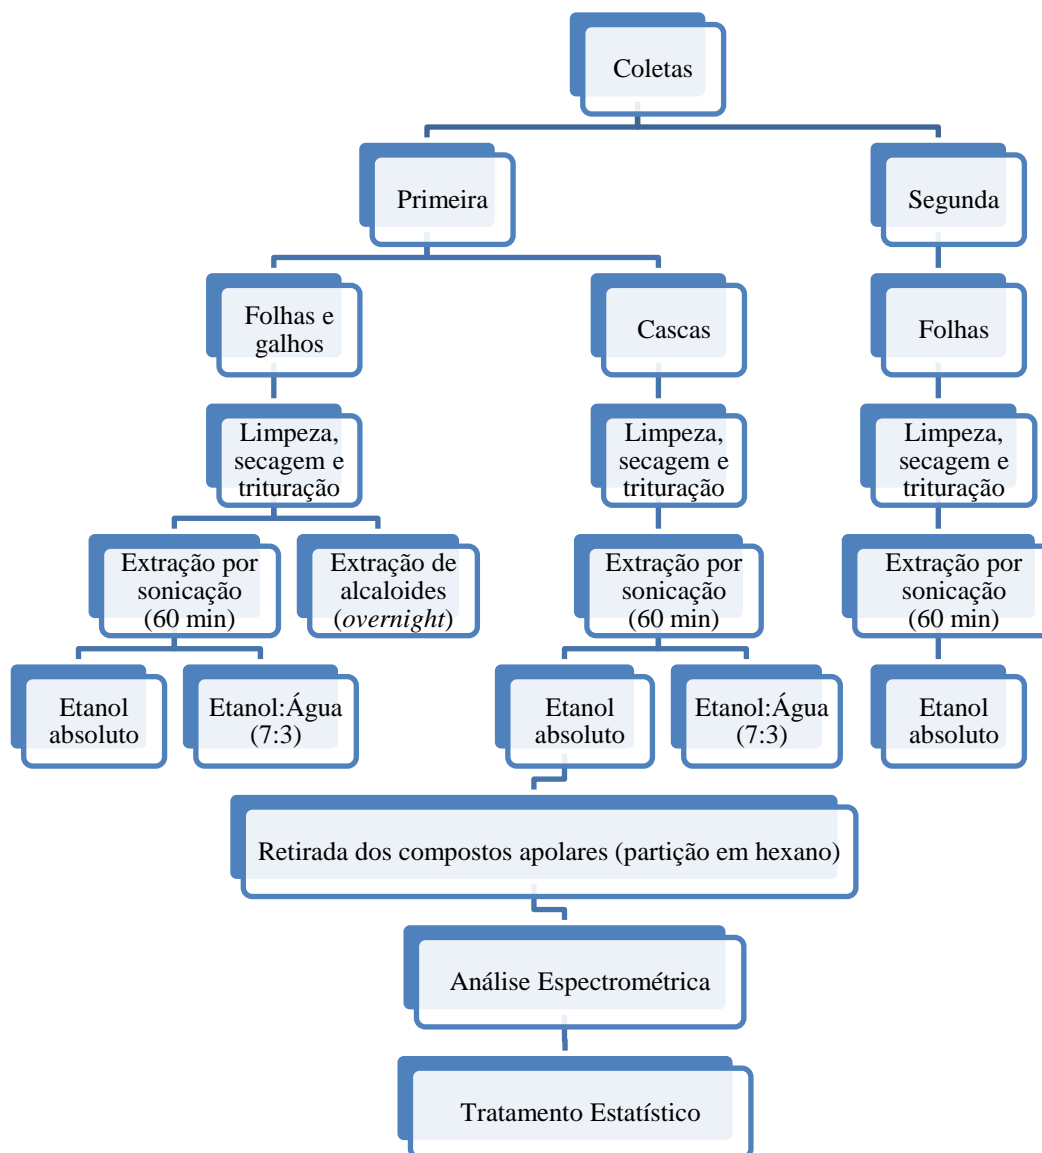 Coletas
Primeira
Segunda
Folhas e
galhos
Cascas
Folhas
Limpeza,
secagem e
trituração
Limpeza,
secagem e
trituração
Limpeza,
secagem e
trituração
Extração por
sonicação
(60 min)
Extração de
alcaloides
(overnight)
Extração por
sonicação
(60 min)
Extração por
sonicação
(60 min)
Etanol
absoluto
Etanol:Água
(7:3)
Etanol
absoluto
Etanol:Água
(7:3)
Etanol
absoluto
Retirada dos compostos apolares (partição em hexano)
Análise Espectrométrica
Tratamento Estatístico